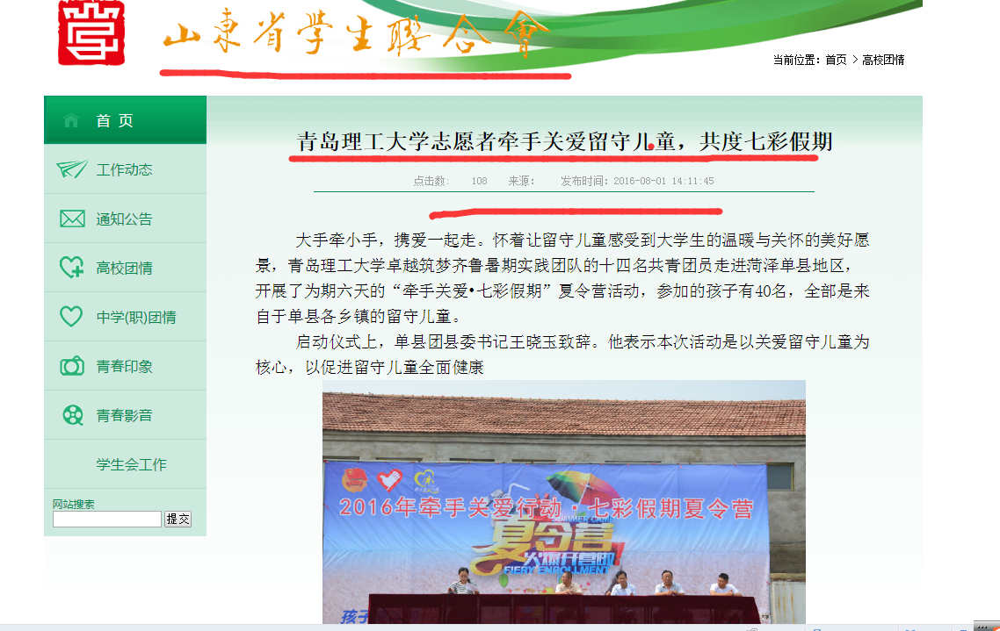 山东省学生聯合會
当前位置：首页 > 高校团情
首 页
工作动态
通知公告
高校团情
中学(职)团情
青春印象
青春影音
学生会工作
网站搜索
提交
青岛理工大学志愿者牵手关爱留守儿童，共度七彩假期
点击数： 108 来源： 发布时间：2016-08-01 14:11:45
大手牵小手，携爱一起走。怀着让留守儿童感受到大学生的温暖与关怀的美好愿
景，青岛理工大学卓越筑梦齐鲁暑期实践团队的十四名共青团员走进菏泽单县地区，
开展了为期六天的“牵手关爱•七彩假期”夏令营活动，参加的孩子有40名，全部是来
自于单县各乡镇的留守儿童。
启动仪式上，单县团县委书记王晓玉致辞。他表示本次活动是以关爱留守儿童为
核心，以促进留守儿童全面健康
2016年牵手关爱行动·七彩假期夏令营
SUMMER CAMP
夏令营
火爆开营啦
FIERY ENROLLMENT
孩子